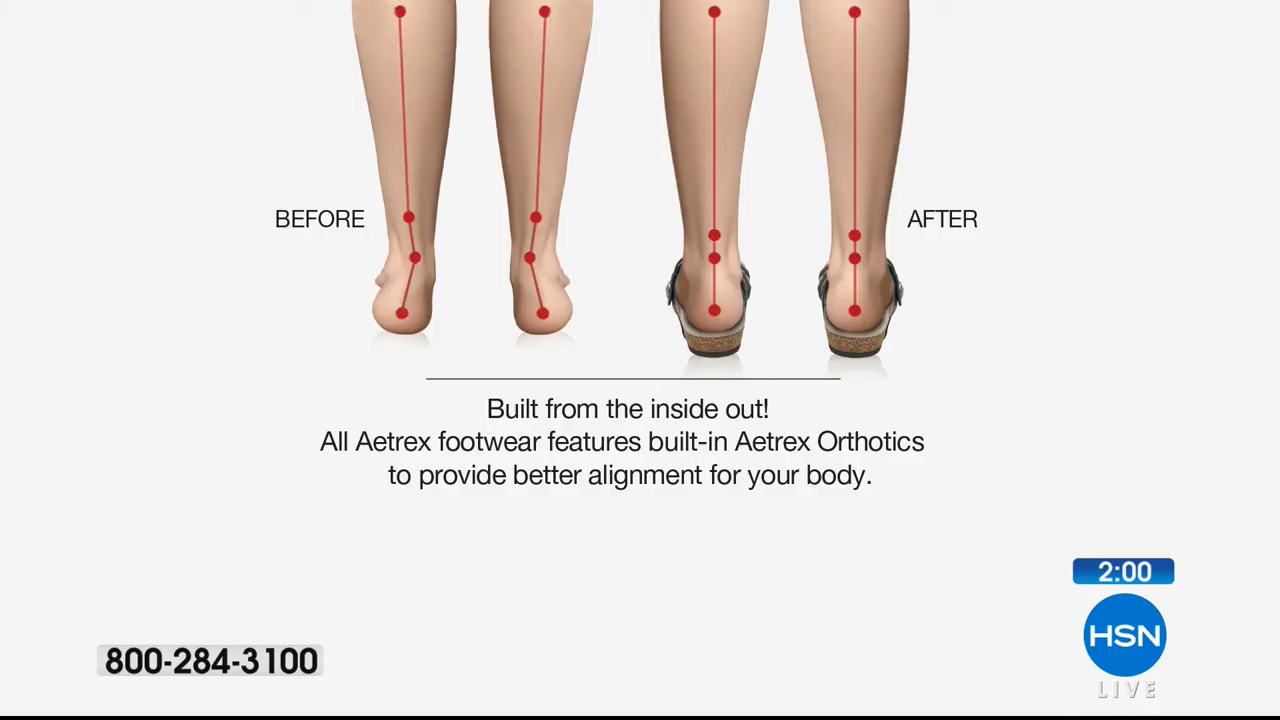 BEFORE
AFTER
Built from the inside out!
All Aetrex footwear features built-in Aetrex Orthotics
to provide better alignment for your body.
2:00
HSN
LIVE
800-284-3100